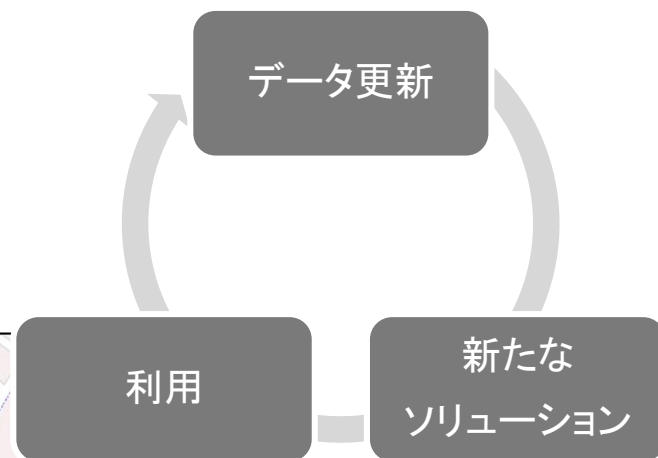 データ更新
新たな
ソリューション
利用